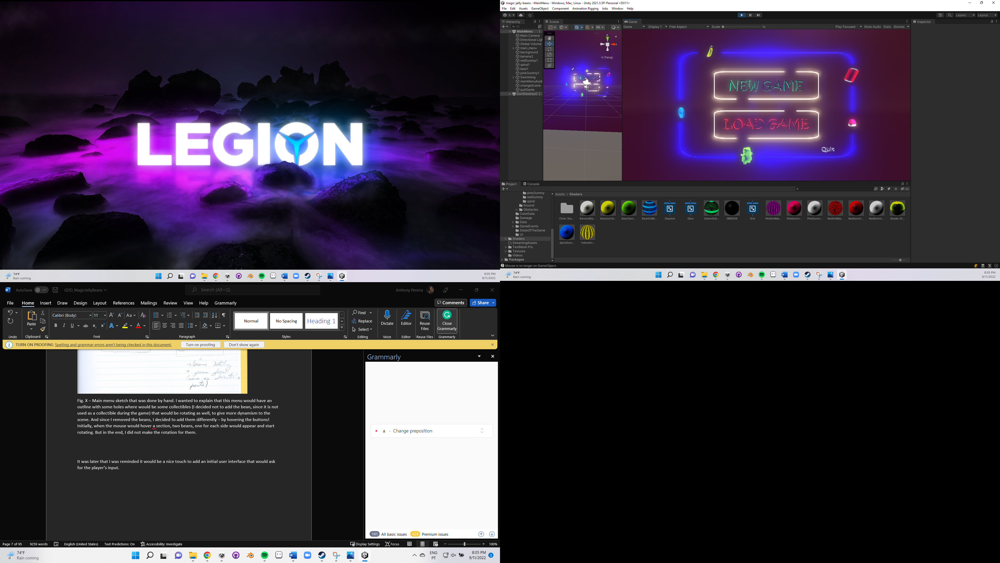 LEGION
74°F
Rain coming
8:05 PM
9/11/2022
magic-jelly-beans - MainMenu - Windows, Mac, Linux - Unity 2021.3.5f1 Personal <DX11>
File Edit Assets GameObject Component Animation Rigging Jobs Window Help
A
Layers Layout
Hierarchy
All
MainMenu
Main Camera
Directional Ligh
Global Volume
main_menu
background
banana2
redGummy1
spiral1
bear1
pinkGummy1
Swimming
mainMenuAudi
changeScene
quitGame
DontDestroyO
Scene
y
x
Persp
Game
Game Display 1 Free Aspect Scale 1x Play Focused Mute Audio Stats Gizmos
NEW GAME
LOAD GAME
Quit
Inspector
Project Console
30
pinkGummy
redGummy
spiral
Ground
Obstacles
ColorData
Damage
Data
GameEvents
StateOfTheGame
UI
Shaders
StreamingAssets
TextMesh Pro
Textures
Videos
Packages
Assets > Shaders
Other Sha... BananaBla... BananaYel... BearGum... BlueGridM... Dissolve Glow GreenGrid... GREENIE Grid PinkGridMa... PinkGumm... PinkGumm... RedGridMa... RedGumm... RedGumm... Shader Gr...
SpiralGum... YellowGri...
Mouse is no longer on GameObject.
74°F
Rain coming
8:05 PM
9/11/2022
AutoSave Off GDD_MagicJellyBeans Search (Alt+Q) Anthony Pereira
File Home Insert Draw Design Layout References Mailings Review View Help Grammarly Comments Share
Calibri (Body) 11
Paste
Undo Clipboard Font Paragraph
Normal No Spacing Heading 1
Styles
Find
Replace
Select
Editing
Dictate
Voice
Editor
Editor
Reuse Files
Reuse Files
Close Grammarly
Grammarly
TURN ON PROOFING Spelling and grammar errors aren't being checked in this document. Turn on proofing Don't show again
→ beans rotating
→ green glow
(same as character's
pants)
Fig. X – Main menu sketch that was done by hand. I wanted to explain that this menu would have an
outline with some holes where would be some collectibles (I decided not to add the bean, since it is not
used as a collectible during the game) that would be rotating as well, to give more dynamism to the
scene. And since I removed the beans, I decided to add them differently – by hovering the buttons!
Initially, when the mouse would hover a section, two beans, one for each side would appear and start
rotating. But in the end, I did not make the rotation for them.
It was later that I was reminded it would be a nice touch to add an initial user interface that would ask
for the player's input.
Grammarly
a · Change preposition
141 All basic issues 424 Premium issues
Page 7 of 95 9259 words English (United States) Text Predictions: On Accessibility: Investigate Display Settings Focus 100%
74°F
Rain coming
ENG
PT
8:05 PM
9/11/2022
3